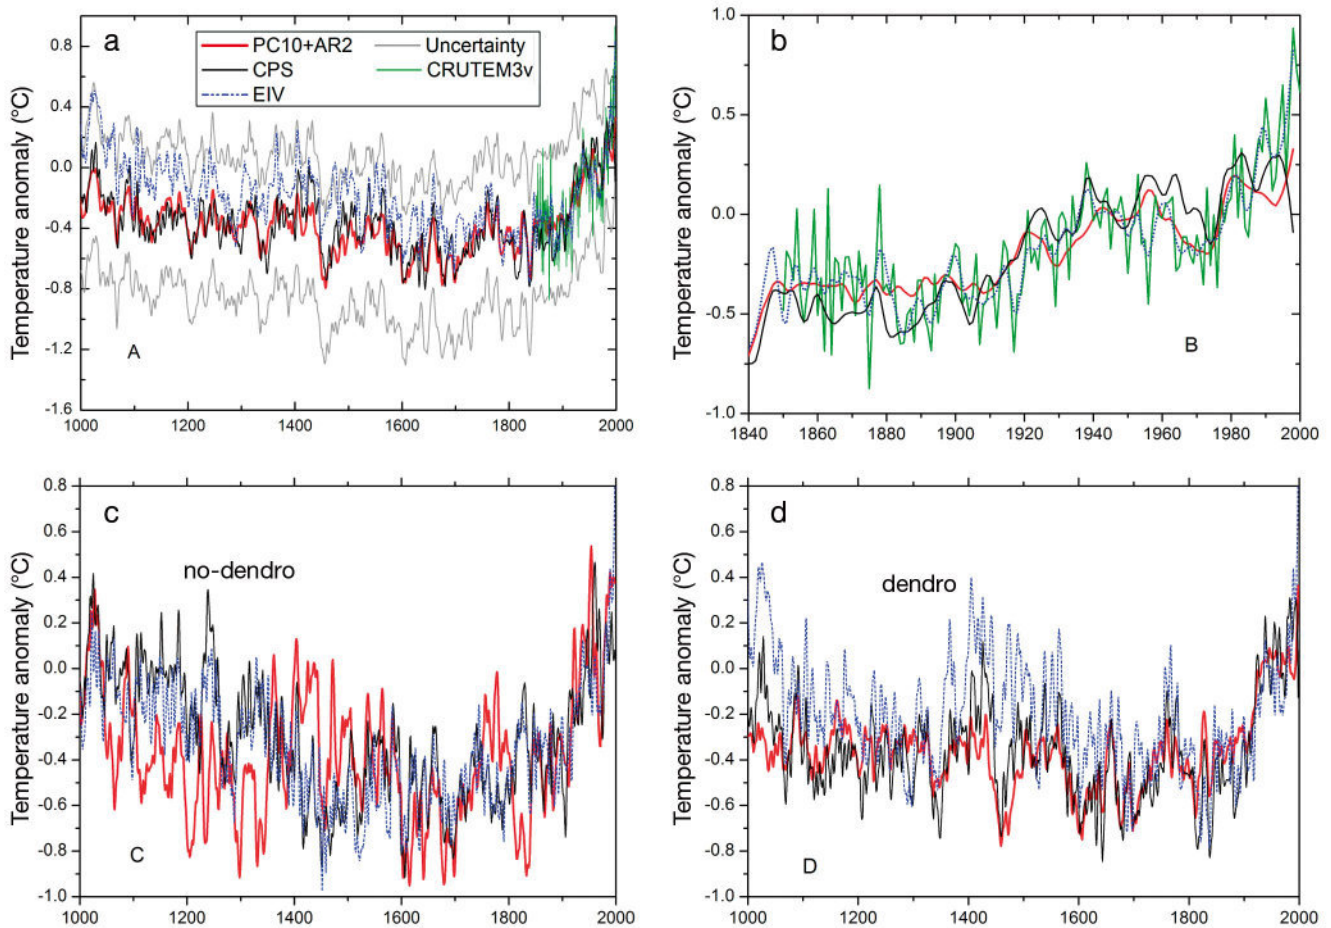 a
PC10+AR2
Uncertainty
CPS
CRUTEM3v
EIV
Temperature anomaly (°C)
0.8
0.4
0.0
-0.4
-0.8
-1.2
-1.6
A
1000 1200 1400 1600 1800 2000
b
Temperature anomaly (°C)
1.0
0.5
0.0
-0.5
-1.0
B
1840 1860 1880 1900 1920 1940 1960 1980 2000
c
no-dendro
Temperature anomaly (°C)
0.8
0.6
0.4
0.2
0.0
-0.2
-0.4
-0.6
-0.8
-1.0
C
1000 1200 1400 1600 1800 2000
d
dendro
Temperature anomaly (°C)
0.8
0.6
0.4
0.2
0.0
-0.2
-0.4
-0.6
-0.8
-1.0
D
1000 1200 1400 1600 1800 2000